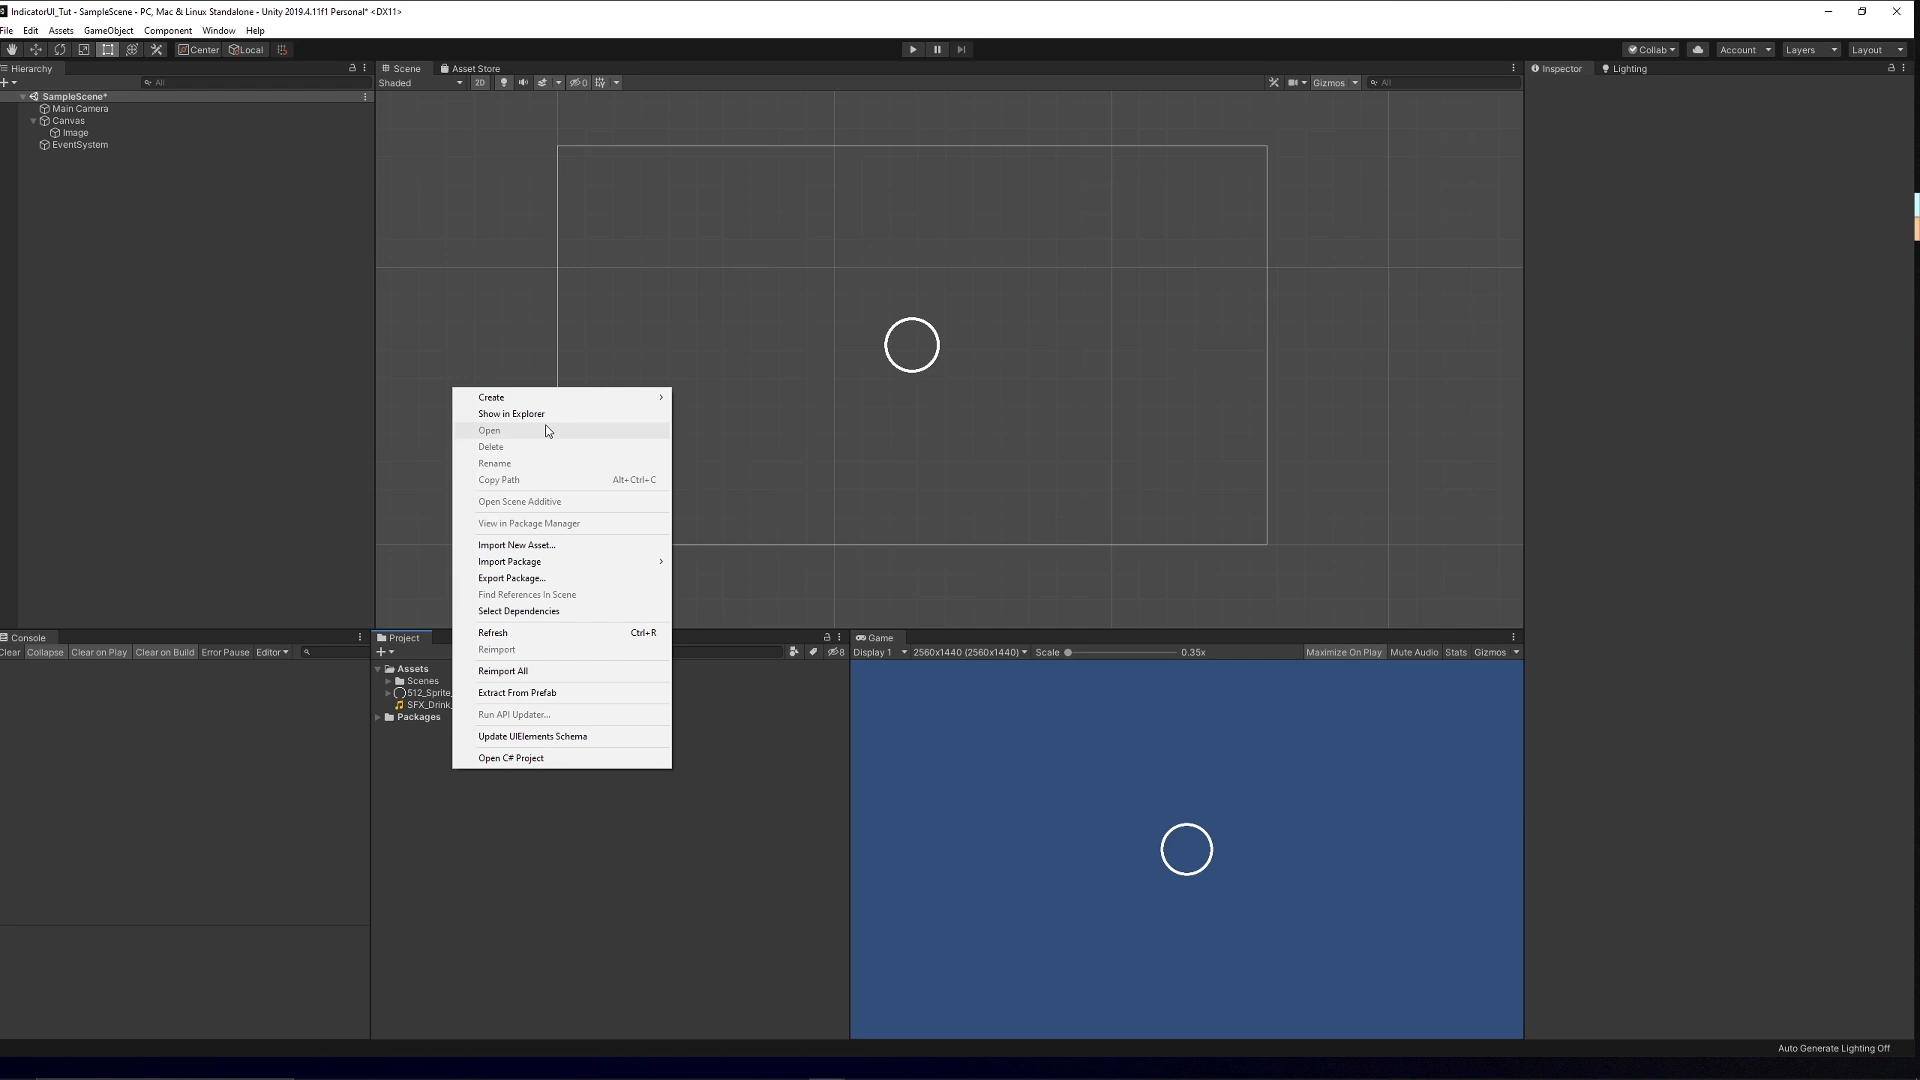 IndicatorUI_Tut - SampleScene - PC, Mac & Linux Standalone - Unity 2019.4.11f1 Personal* <DX11>
File Edit Assets GameObject Component Window Help
Center Local Collab Account Layers Layout
Hierarchy
All
SampleScene*
Main Camera
Canvas
Image
EventSystem
Scene Asset Store
Shaded 2D 0 Gizmos All
Inspector Lighting
Create
Show in Explorer
Open
Delete
Rename
Copy Path Alt+Ctrl+C
Open Scene Additive
View in Package Manager
Import New Asset...
Import Package
Export Package...
Find References In Scene
Select Dependencies
Refresh Ctrl+R
Reimport
Reimport All
Extract From Prefab
Run API Updater...
Update UIElements Schema
Open C# Project
Console
Clear Collapse Clear on Play Clear on Build Error Pause Editor
Project
8
Assets
Scenes
512_Sprite_
SFX_Drink_
Packages
Game
Display 1 2560x1440 (2560x1440) Scale 0.35x Maximize On Play Mute Audio Stats Gizmos
Auto Generate Lighting Off